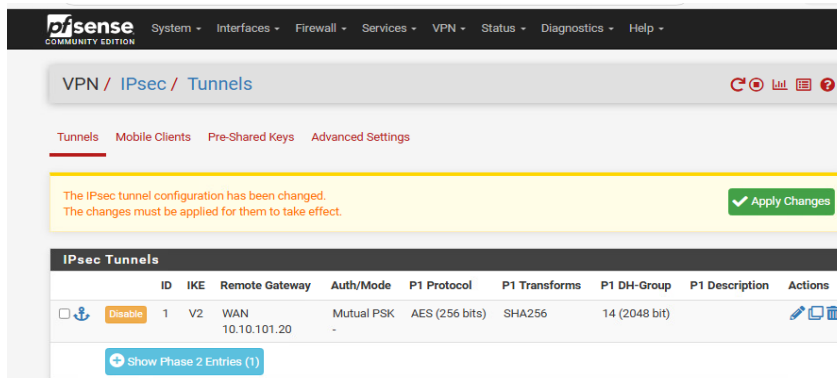 pfsense System Interfaces Firewall Services VPN Status Diagnostics Help
COMMUNITY EDITION
VPN / IPsec / Tunnels
Tunnels Mobile Clients Pre-Shared Keys Advanced Settings
The IPsec tunnel configuration has been changed.
The changes must be applied for them to take effect.
Apply Changes
IPsec Tunnels
ID IKE Remote Gateway Auth/Mode P1 Protocol P1 Transforms P1 DH-Group P1 Description Actions
Disable 1 V2 WAN Mutual PSK AES (256 bits) SHA256 14 (2048 bit)
10.10.101.20 -
Show Phase 2 Entries (1)